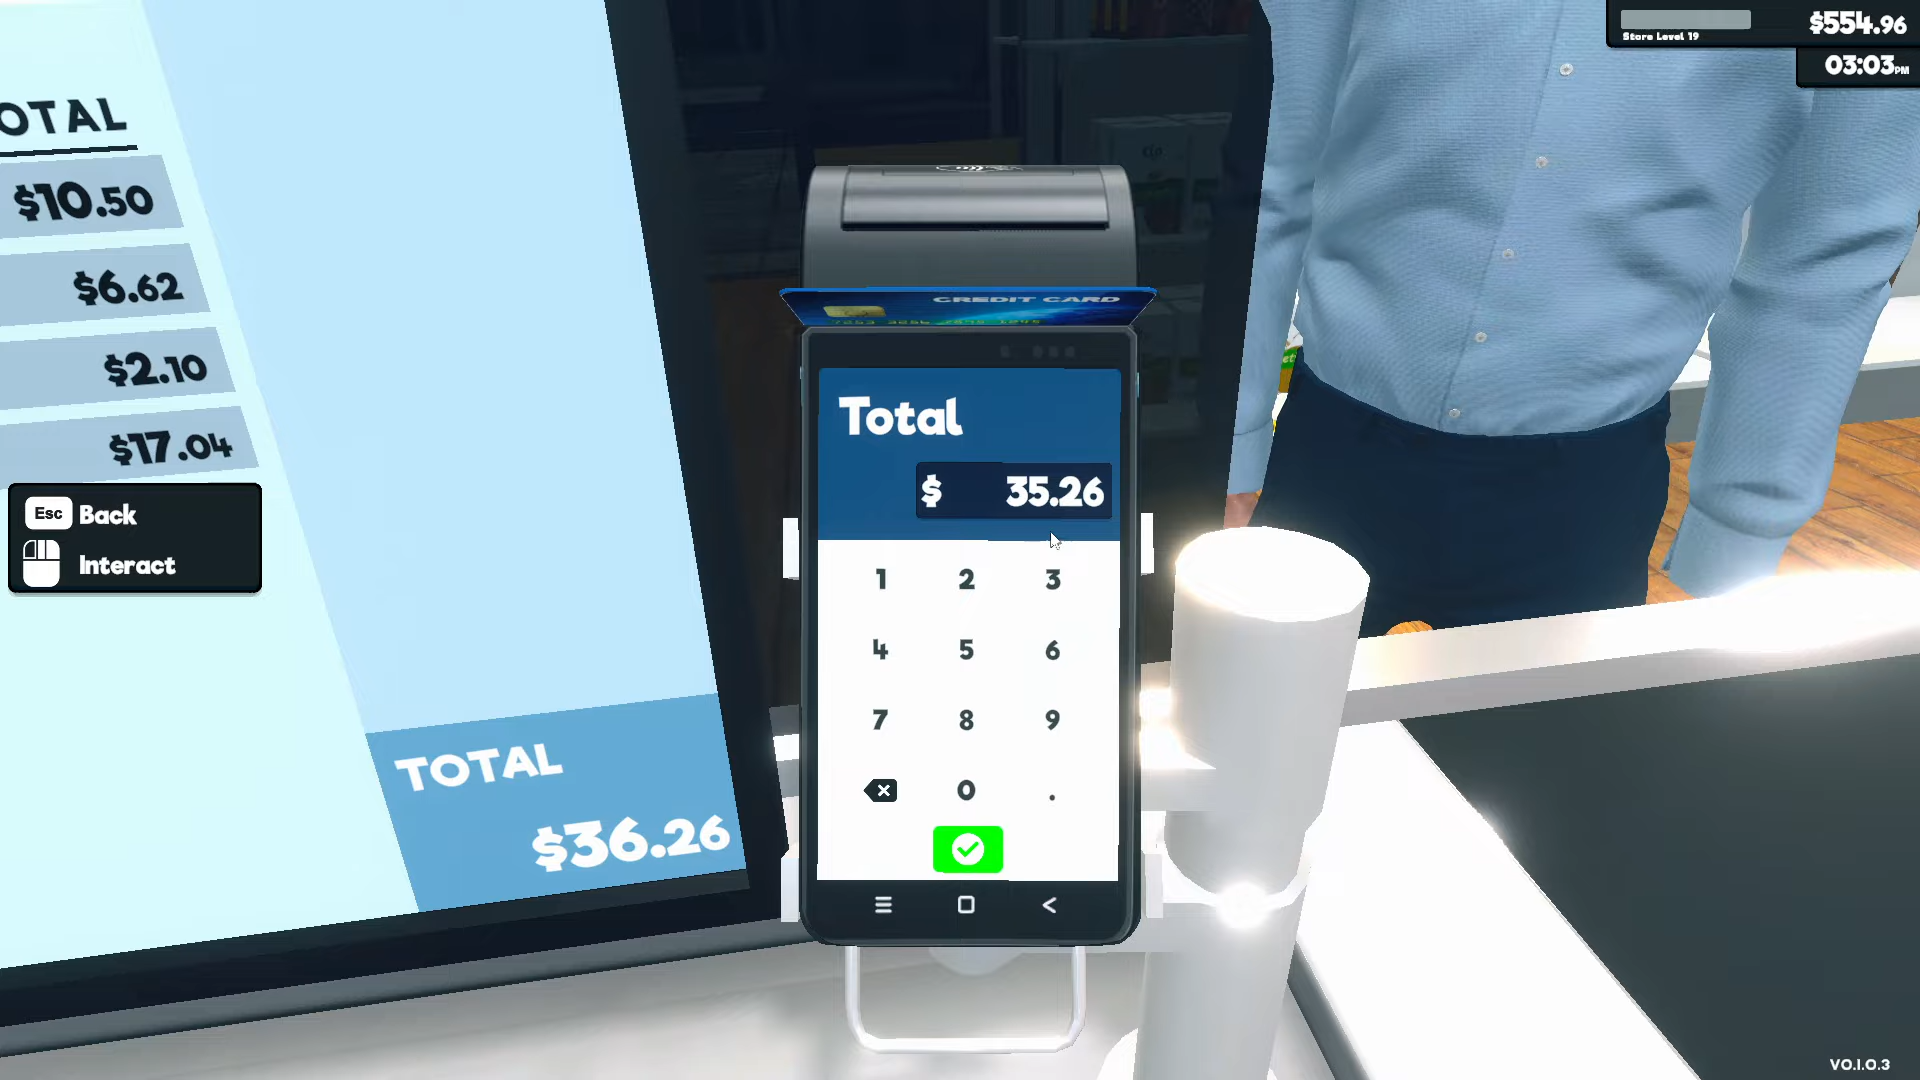 $554.96
Store Level 19
03:03PM
OTAL
$10.50
$6.62
$2.10
$17.04
Esc Back
Interact
TOTAL
$36.26
CREDIT CARD
Total
$ 35.26
1 2 3
4 5 6
7 8 9
0 .
V0.1.0.3